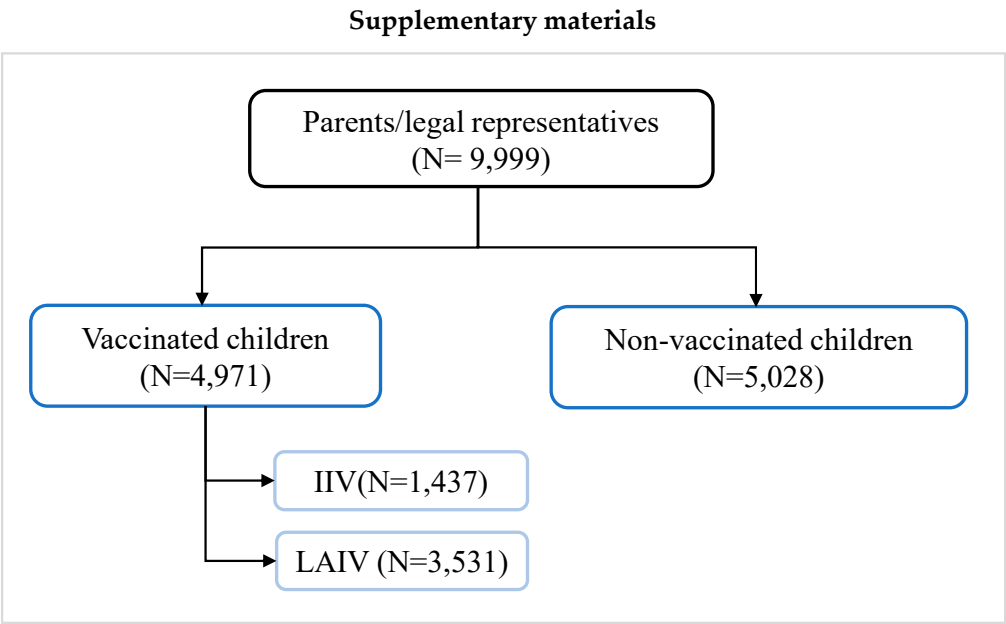 Supplementary materials
Parents/legal representatives
(N= 9,999)
Vaccinated children
(N=4,971)
Non-vaccinated children
(N=5,028)
IIV(N=1,437)
LAIV (N=3,531)